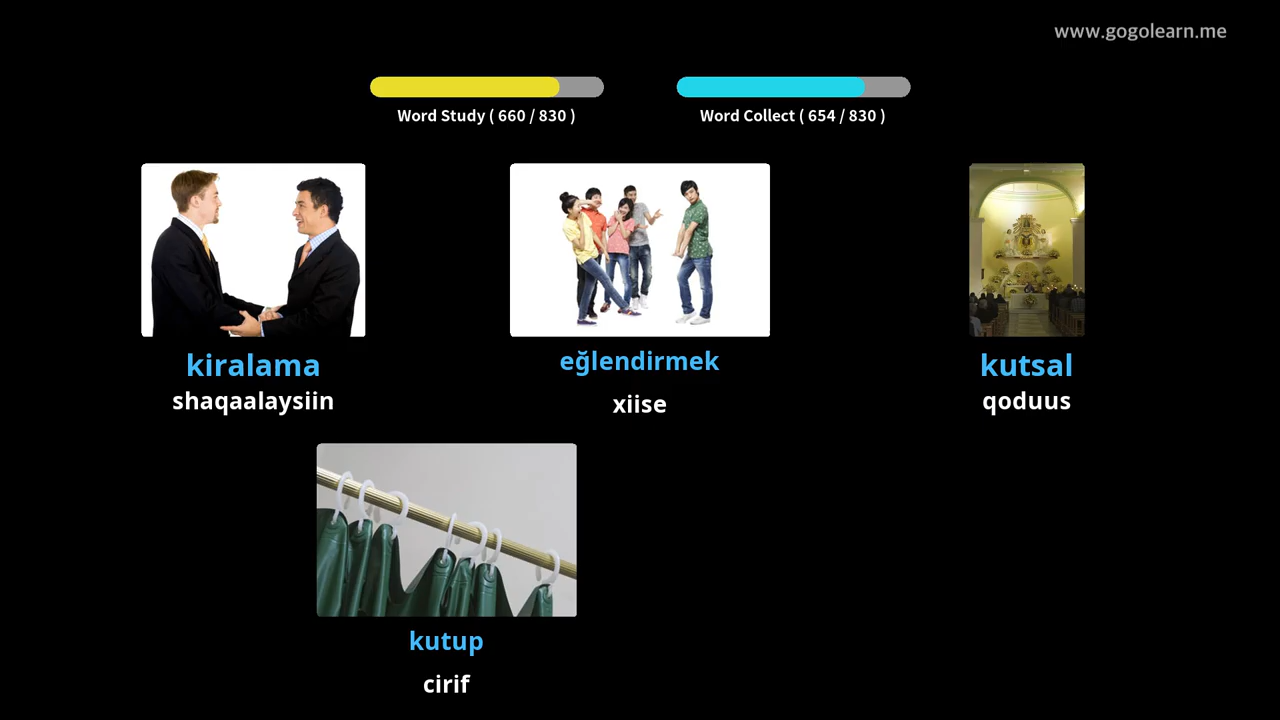 www.gogolearn.me
Word Study ( 660 / 830 )
Word Collect ( 654 / 830 )
kiralama
shaqaalaysiin
eğlendirmek
xiise
kutsal
qoduus
kutup
cirif